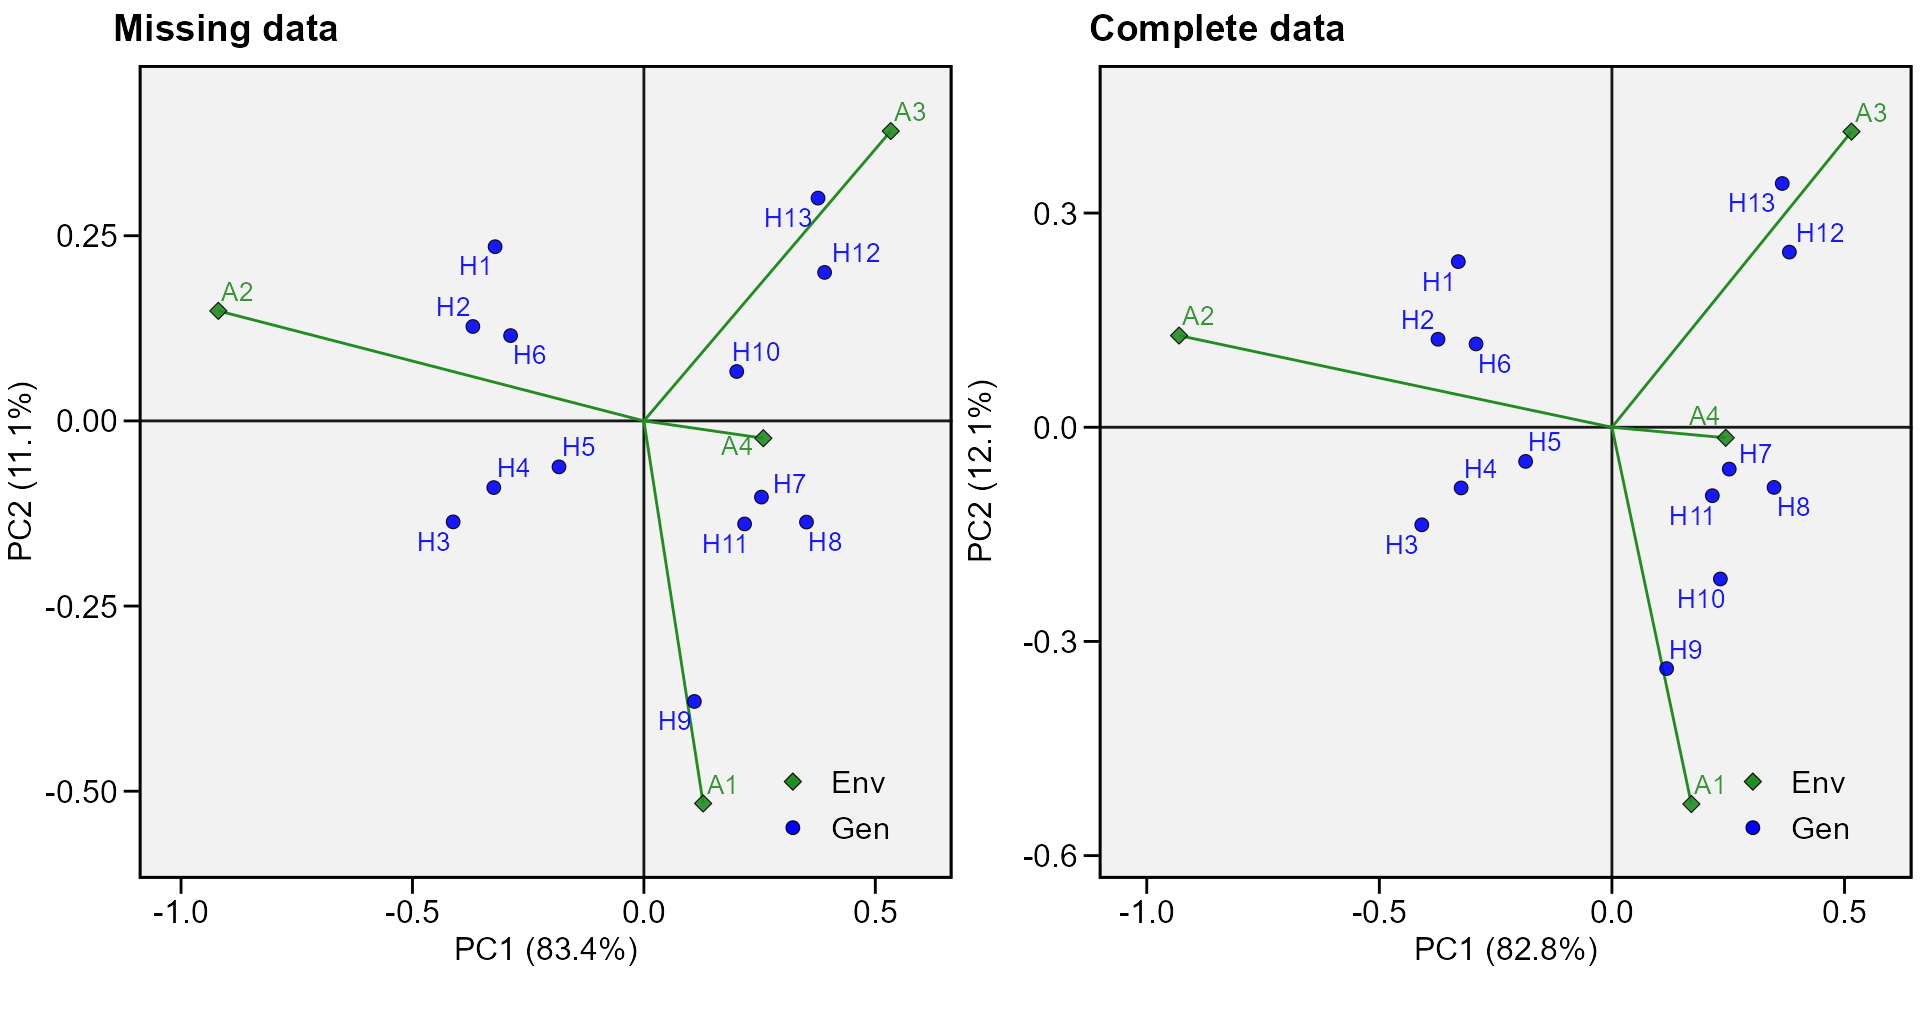 Missing data
A3
H13
H12
H1
A2
H2
H6
H10
H5
A4
H4
H7
H3
H11
H8
H9
A1
Env
Gen
0.25
0.00
-0.25
-0.50
PC2 (11.1%)
-1.0
-0.5
0.0
0.5
PC1 (83.4%)
Complete data
A3
H13
H12
H1
A2
H2
H6
A4
H5
H7
H4
H8
H11
H3
H10
H9
A1
Env
Gen
0.3
0.0
-0.3
-0.6
PC2 (12.1%)
-1.0
-0.5
0.0
0.5
PC1 (82.8%)